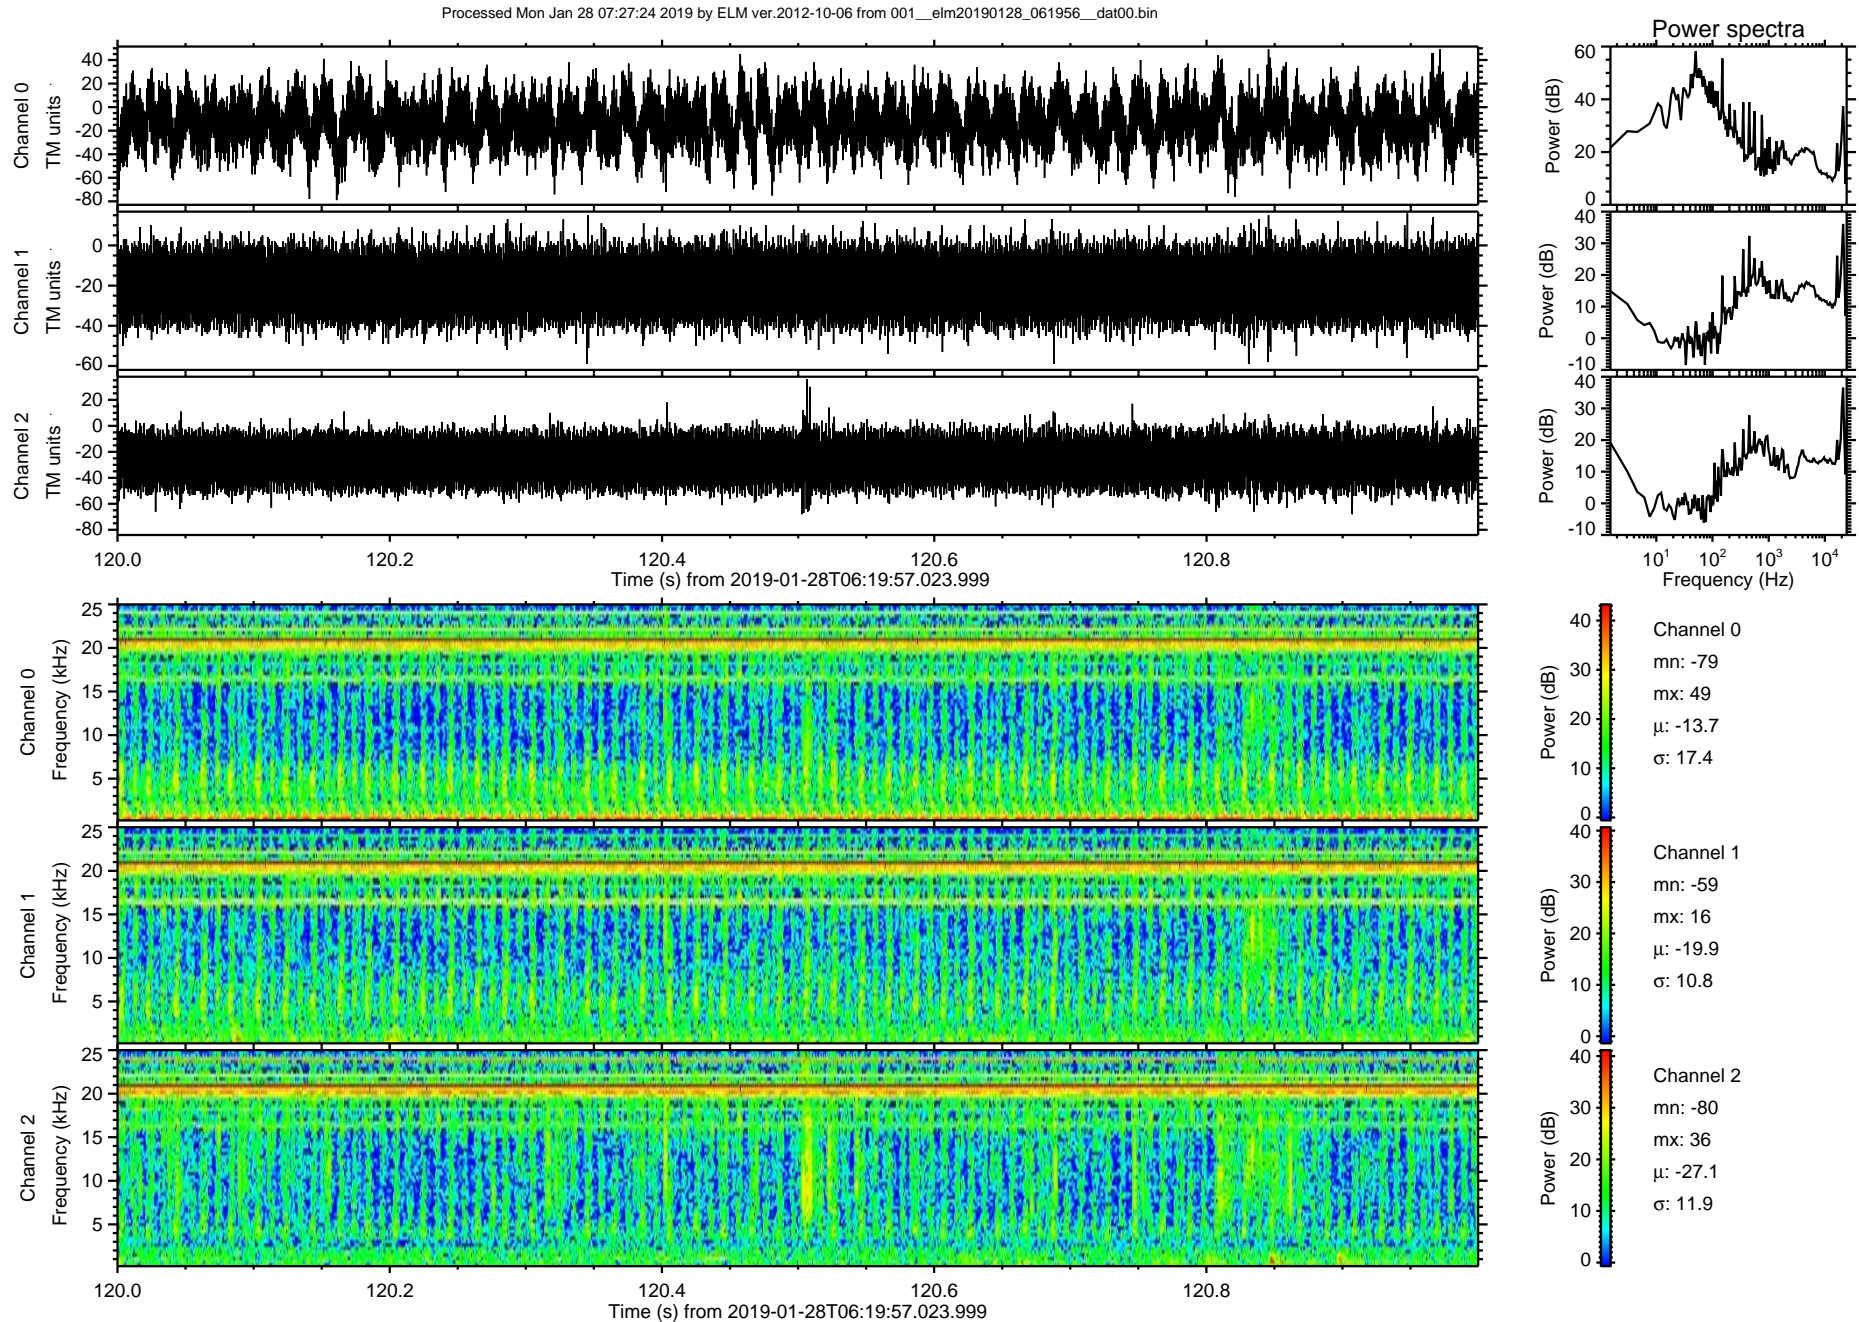 Processed Mon Jan 28 07:27:24 2019 by ELM ver.2012-10-06 from 001__elm20190128_061956__dat00.bin
Power spectra
Channel 0
TM units
40
20
0
-20
-40
-60
-80
Power (dB)
60
40
20
0
Channel 1
TM units
0
-20
-40
-60
Power (dB)
40
30
20
10
0
-10
Channel 2
TM units
20
0
-20
-40
-60
-80
Power (dB)
40
30
20
10
0
-10
120.0 120.2 120.4 120.6 120.8
Time (s) from 2019-01-28T06:19:57.023.999
10¹ 10² 10³ 10⁴
Frequency (Hz)
Channel 0
Frequency (kHz)
25
20
15
10
5
Power (dB)
40
30
20
10
0
Channel 0
mn: -79
mx: 49
μ: -13.7
σ: 17.4
Channel 1
Frequency (kHz)
25
20
15
10
5
Power (dB)
40
30
20
10
0
Channel 1
mn: -59
mx: 16
μ: -19.9
σ: 10.8
Channel 2
Frequency (kHz)
25
20
15
10
5
Power (dB)
40
30
20
10
0
Channel 2
mn: -80
mx: 36
μ: -27.1
σ: 11.9
120.0 120.2 120.4 120.6 120.8
Time (s) from 2019-01-28T06:19:57.023.999